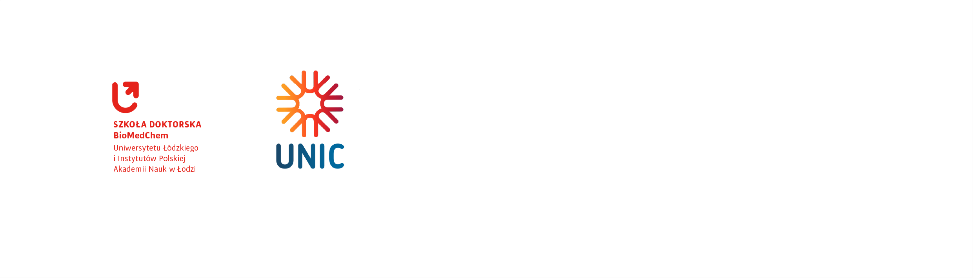 SZKOŁA DOKTORSKA
BioMedChem
Uniwersytetu Łódzkiego
i Instytutów Polskiej
Akademii Nauk w Łodzi
UNIC